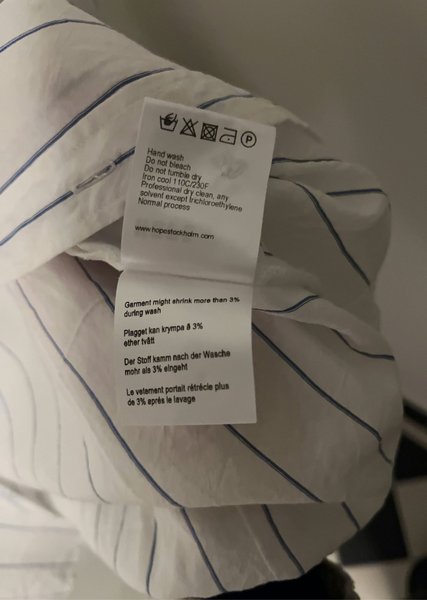 P
Hand wash
Do not bleach
Do not tumble dry
Iron cool 110C/230F
Professional dry clean, any
solvent except trichloroethylene
Normal process
www.hopestockholm.com
Garment might shrink more than 3%
during wash
Plagget kan krympa å 3%
ether tvätt
Der Stoff kamm nach der Wasche
mohr als 3% eingeht
Le vetement portait rétrécie plus
de 3% après le lavage